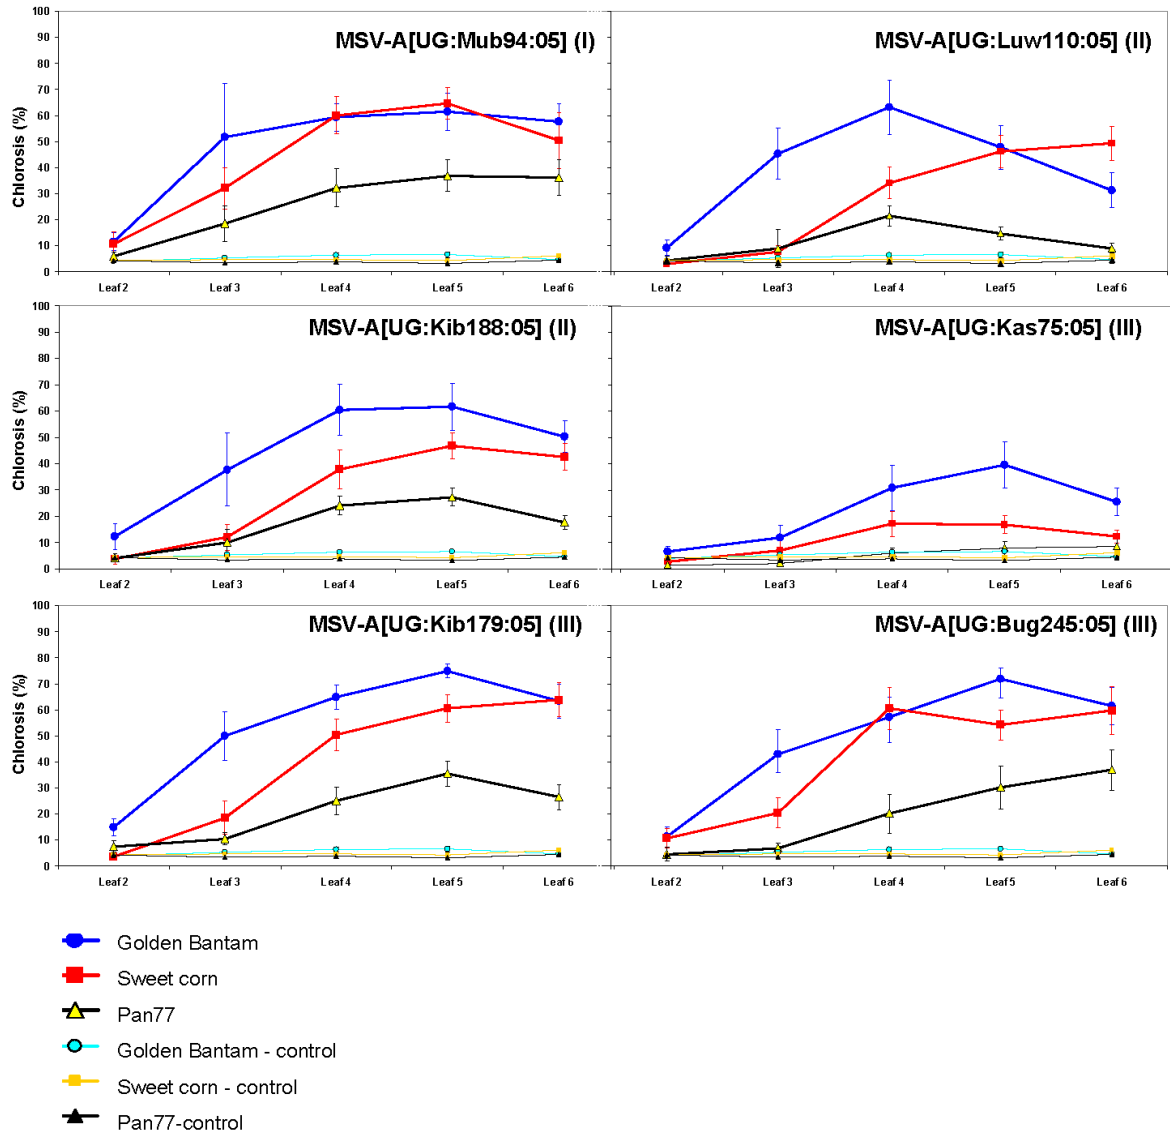 MSV-A[UG:Mub94:05] (I)
MSV-A[UG:Luw110:05] (II)
Chlorosis (%)
100
90
80
70
60
50
40
30
20
10
0
Leaf 2 Leaf 3 Leaf 4 Leaf 5 Leaf 6
Leaf 2 Leaf 3 Leaf 4 Leaf 5 Leaf 6
MSV-A[UG:Kib188:05] (II)
MSV-A[UG:Kas75:05] (III)
Chlorosis (%)
100
90
80
70
60
50
40
30
20
10
0
Leaf 2 Leaf 3 Leaf 4 Leaf 5 Leaf 6
Leaf 2 Leaf 3 Leaf 4 Leaf 5 Leaf 6
MSV-A[UG:Kib179:05] (III)
MSV-A[UG:Bug245:05] (III)
Chlorosis (%)
100
90
80
70
60
50
40
30
20
10
0
Leaf 2 Leaf 3 Leaf 4 Leaf 5 Leaf 6
Leaf 2 Leaf 3 Leaf 4 Leaf 5 Leaf 6
Golden Bantam
Sweet corn
Pan77
Golden Bantam - control
Sweet corn - control
Pan77-control